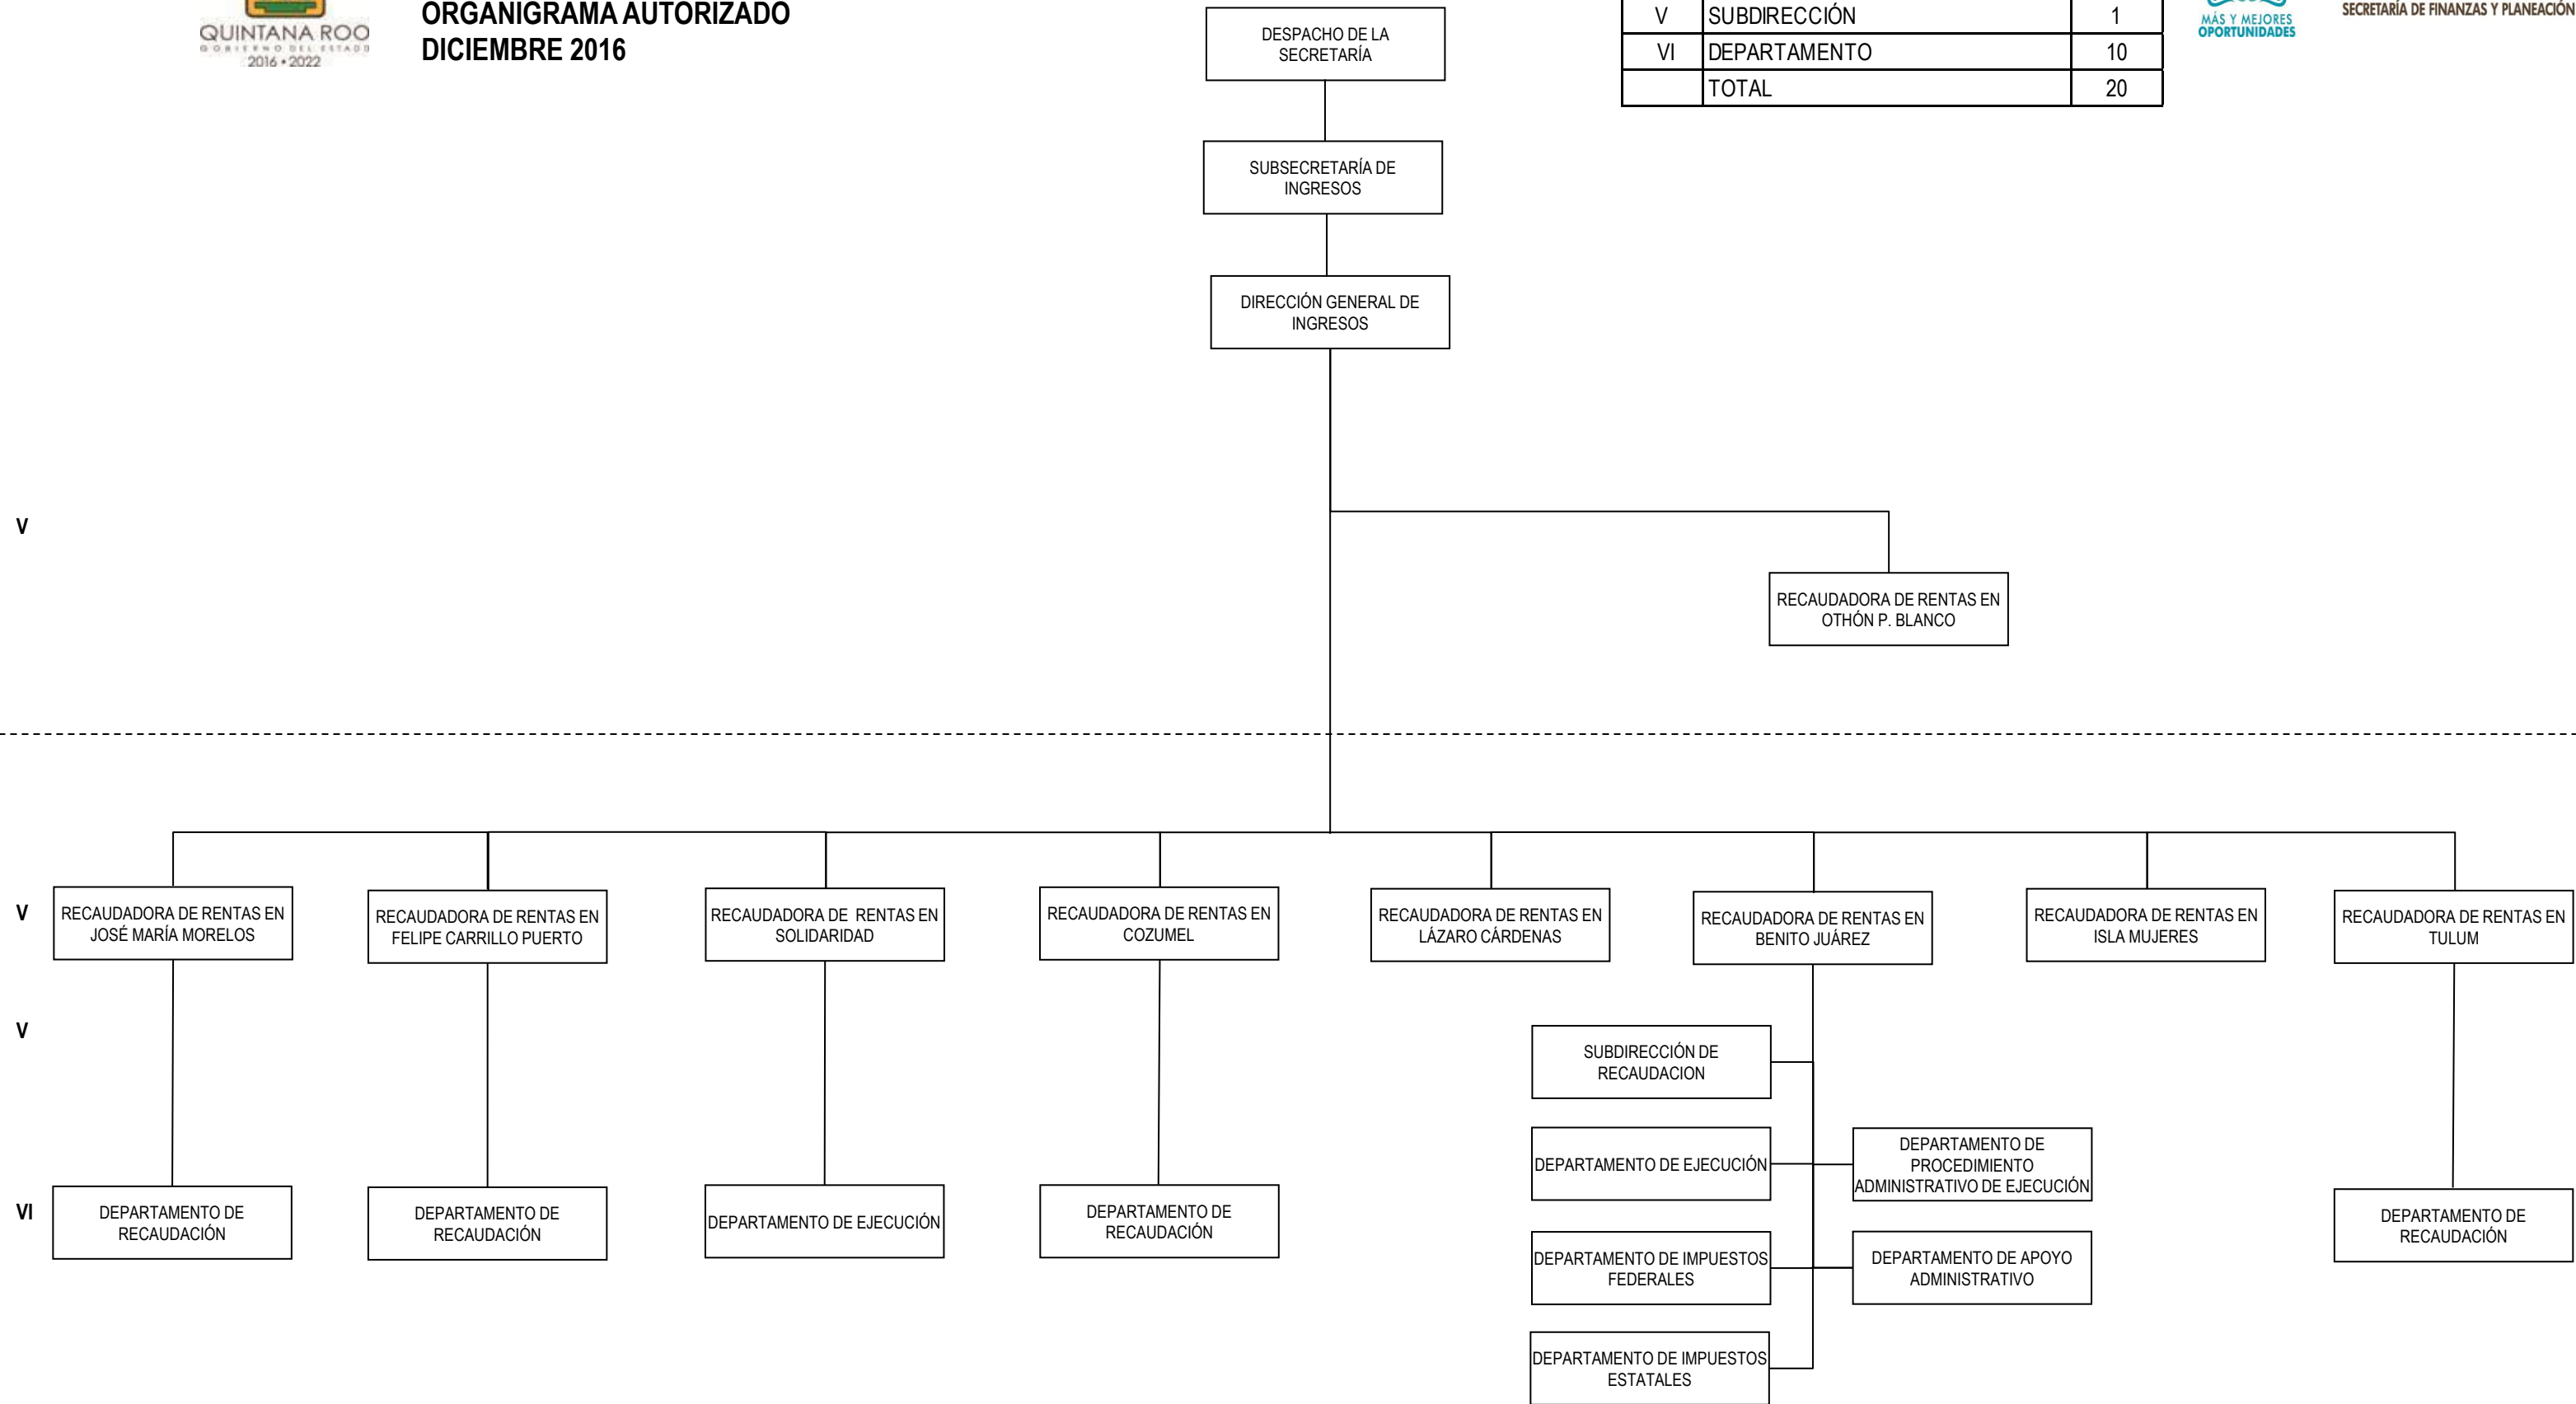 QUINTANA ROO
GOBIERNO DEL ESTADO
2016 • 2022
ORGANIGRAMA AUTORIZADO
DICIEMBRE 2016
DESPACHO DE LA
SECRETARÍA
V SUBDIRECCIÓN 1
VI DEPARTAMENTO 10
TOTAL 20
MÁS Y MEJORES
OPORTUNIDADES
SECRETARÍA DE FINANZAS Y PLANEACIÓN
SUBSECRETARÍA DE
INGRESOS
DIRECCIÓN GENERAL DE
INGRESOS
V
RECAUDADORA DE RENTAS EN
OTHÓN P. BLANCO
V
RECAUDADORA DE RENTAS EN
JOSÉ MARÍA MORELOS
RECAUDADORA DE RENTAS EN
FELIPE CARRILLO PUERTO
RECAUDADORA DE RENTAS EN
SOLIDARIDAD
RECAUDADORA DE RENTAS EN
COZUMEL
RECAUDADORA DE RENTAS EN
LÁZARO CÁRDENAS
RECAUDADORA DE RENTAS EN
BENITO JUÁREZ
RECAUDADORA DE RENTAS EN
ISLA MUJERES
RECAUDADORA DE RENTAS EN
TULUM
V
SUBDIRECCIÓN DE
RECAUDACION
DEPARTAMENTO DE EJECUCIÓN
DEPARTAMENTO DE
PROCEDIMIENTO
ADMINISTRATIVO DE EJECUCIÓN
VI
DEPARTAMENTO DE
RECAUDACIÓN
DEPARTAMENTO DE
RECAUDACIÓN
DEPARTAMENTO DE EJECUCIÓN
DEPARTAMENTO DE
RECAUDACIÓN
DEPARTAMENTO DE
RECAUDACIÓN
DEPARTAMENTO DE IMPUESTOS
FEDERALES
DEPARTAMENTO DE APOYO
ADMINISTRATIVO
DEPARTAMENTO DE IMPUESTOS
ESTATALES